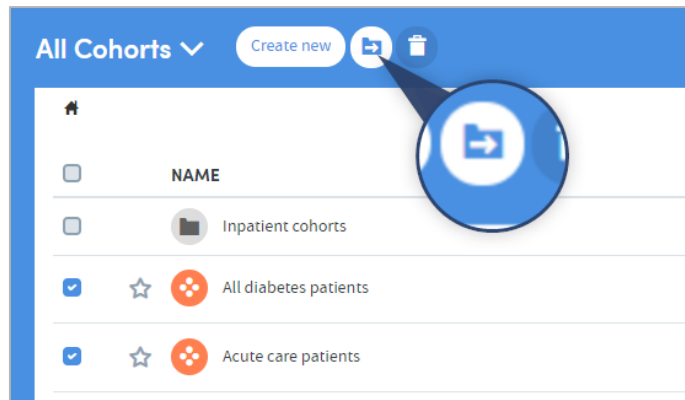 All Cohorts
Create new
NAME
Inpatient cohorts
All diabetes patients
Acute care patients